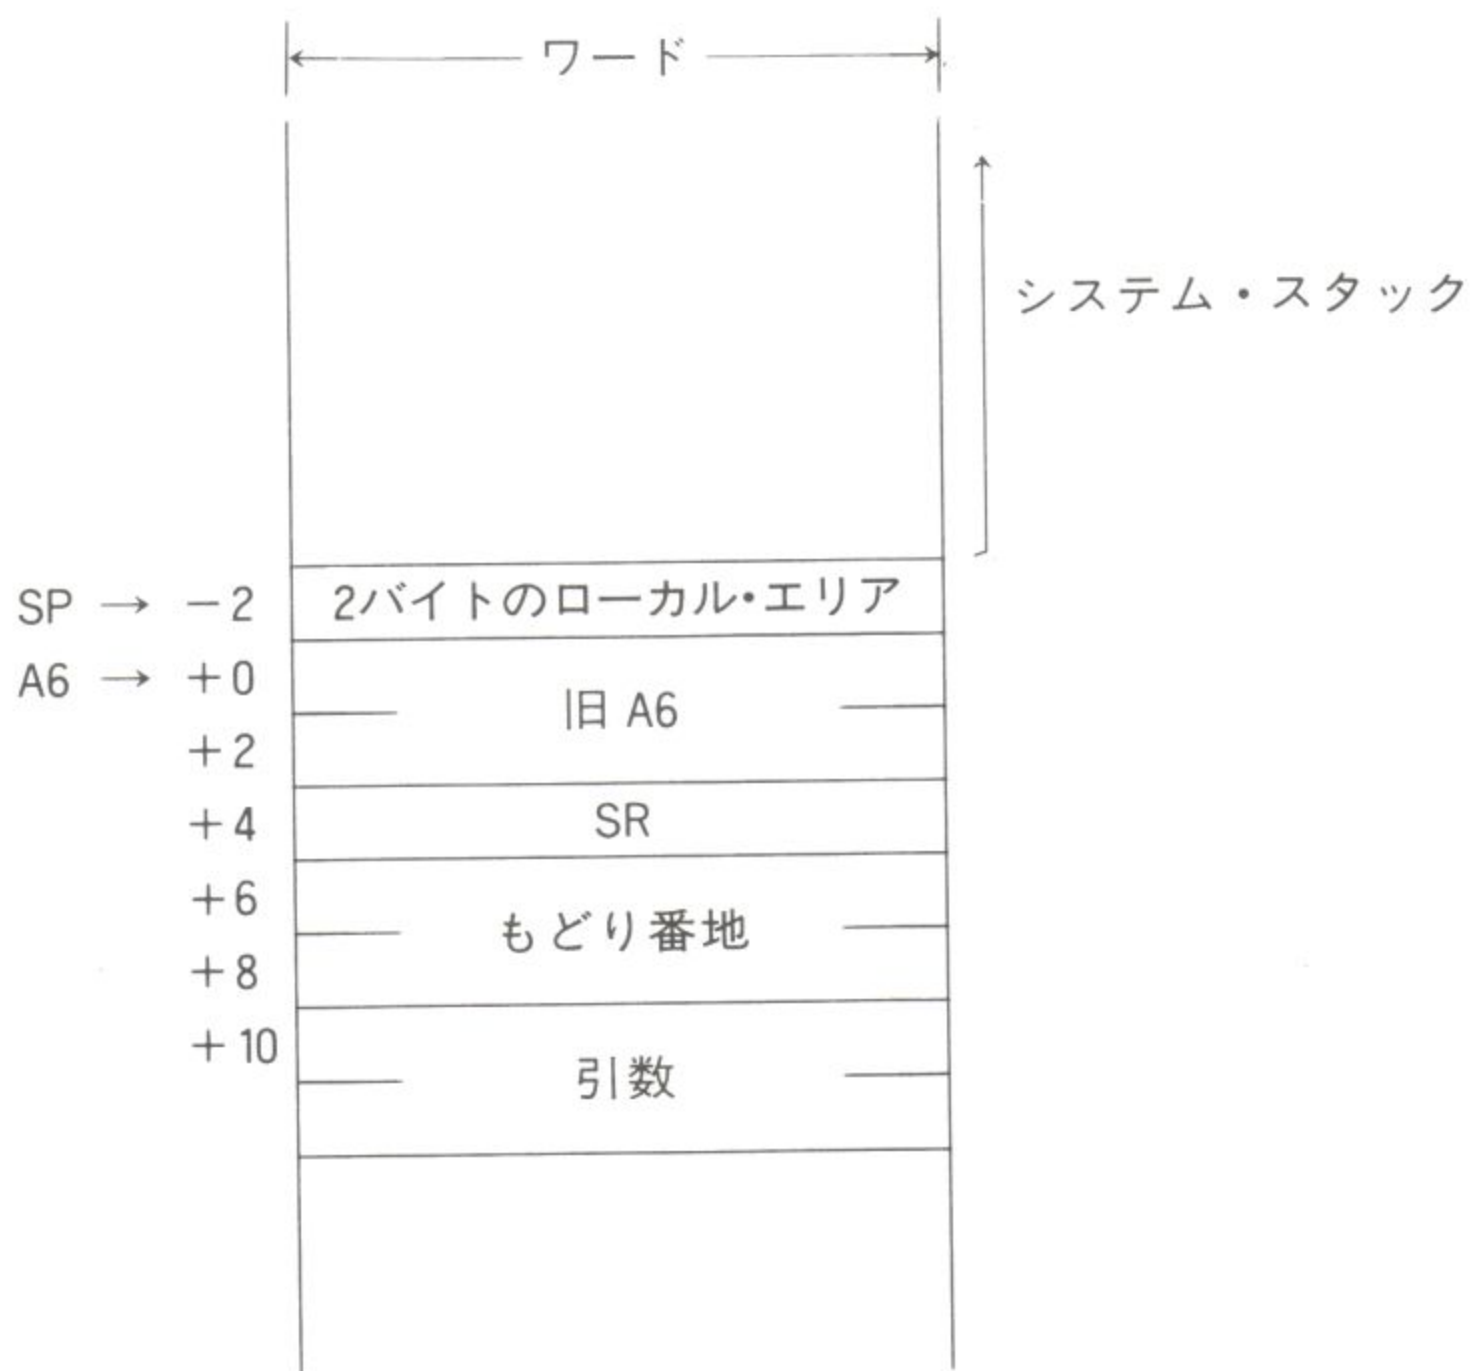 ワード
システム・スタック
SP → -2 2バイトのローカル・エリア
A6 → +0
旧 A6
+2
+4 SR
+6
もどり番地
+8
+10
引数